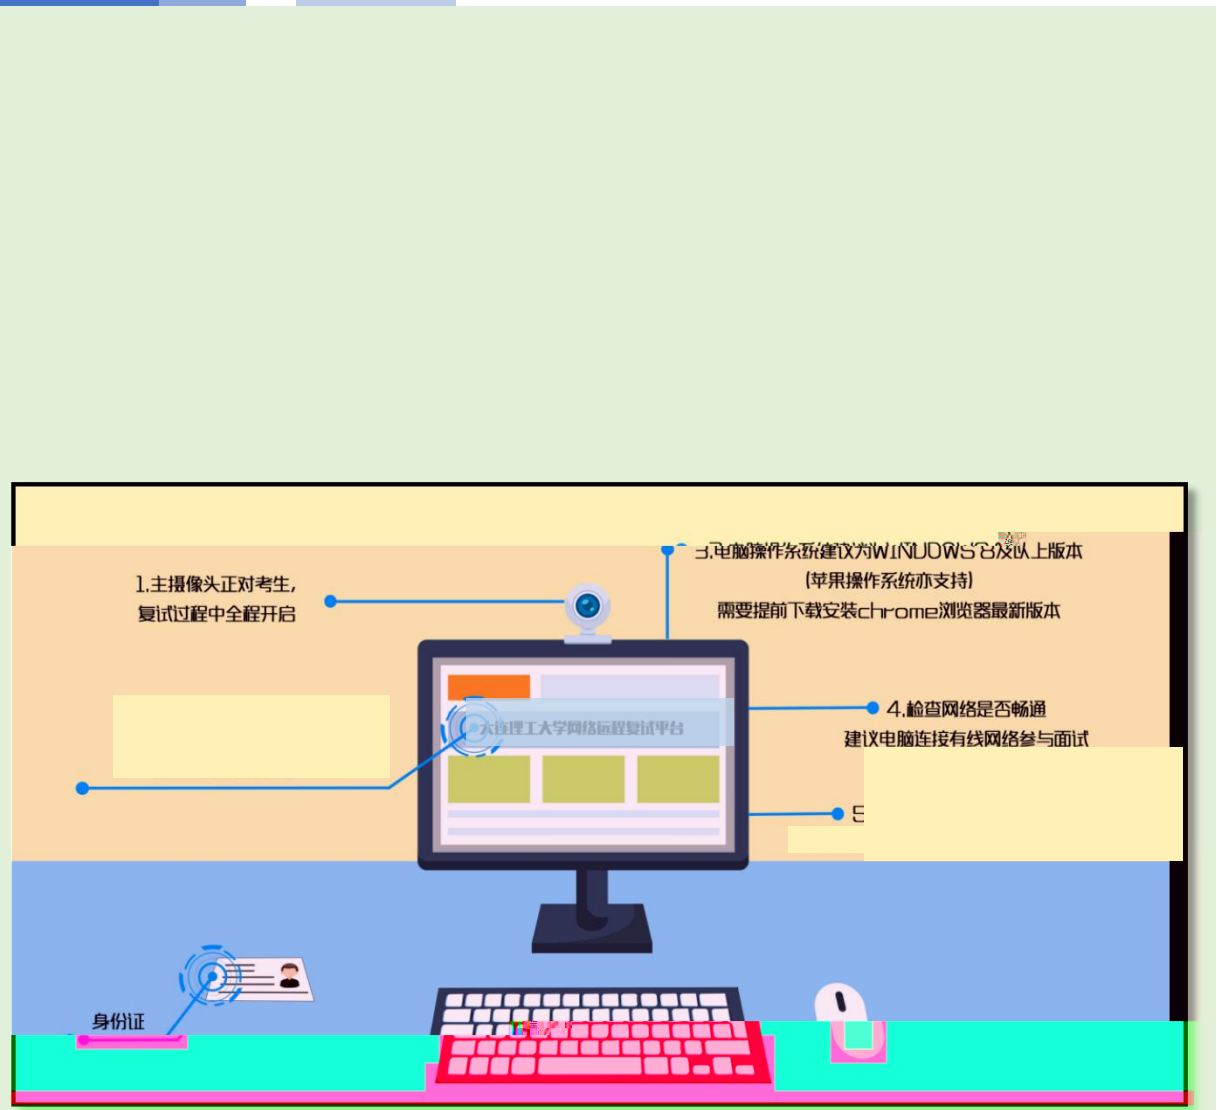 3.电脑操作系统建议为WINDOWS 8及以上版本
(苹果操作系统亦支持)
需要提前下载安装chrome浏览器最新版本
1.主摄像头正对考生,
复试过程中全程开启
4.检查网络是否畅通
建议电脑连接有线网络参与面试
大连理工大学网络远程复试平台
5
身份证